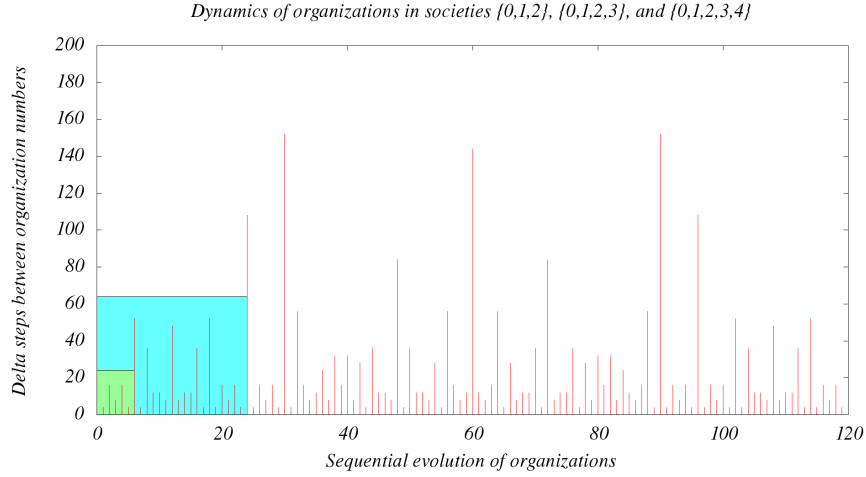 Dynamics of organizations in societies {0,1,2}, {0,1,2,3}, and {0,1,2,3,4}
200
180
160
140
120
100
80
60
40
20
0
Delta steps between organization numbers
0 20 40 60 80 100 120
Sequential evolution of organizations